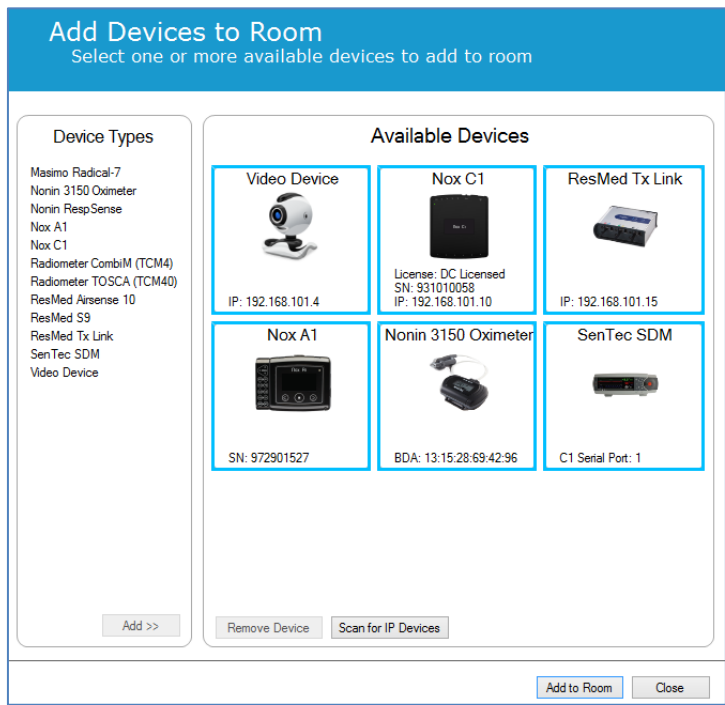 Add Devices to Room
Select one or more available devices to add to room
Device Types
Masimo Radical-7
Nonin 3150 Oximeter
Nonin RespSense
Nox A1
Nox C1
Radiometer CombiM (TCM4)
Radiometer TOSCA (TCM40)
ResMed Airsense 10
ResMed S9
ResMed Tx Link
SenTec SDM
Video Device
Add >>
Available Devices
Video Device
IP: 192.168.101.4
Nox C1
Nox C1
License: DC Licensed
SN: 931010058
IP: 192.168.101.10
ResMed Tx Link
IP: 192.168.101.15
Nox A1
Nox A1
SN: 972901527
Nonin 3150 Oximeter
BDA: 13:15:28:69:42:96
SenTec SDM
C1 Serial Port: 1
Remove Device
Scan for IP Devices
Add to Room
Close